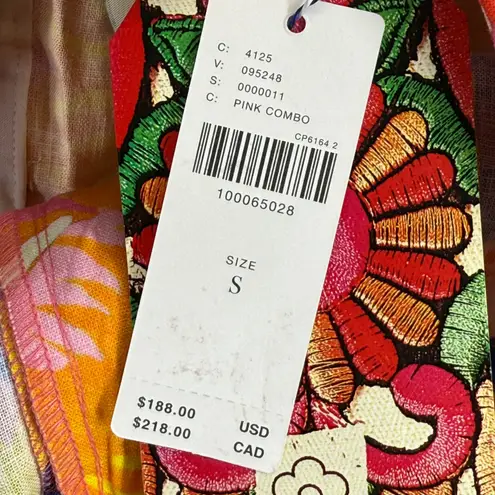 C: 4125
V: 095248
S: 0000011
C: PINK COMBO
CP6164 2
100065028
SIZE
S
$188.00 USD
$218.00 CAD